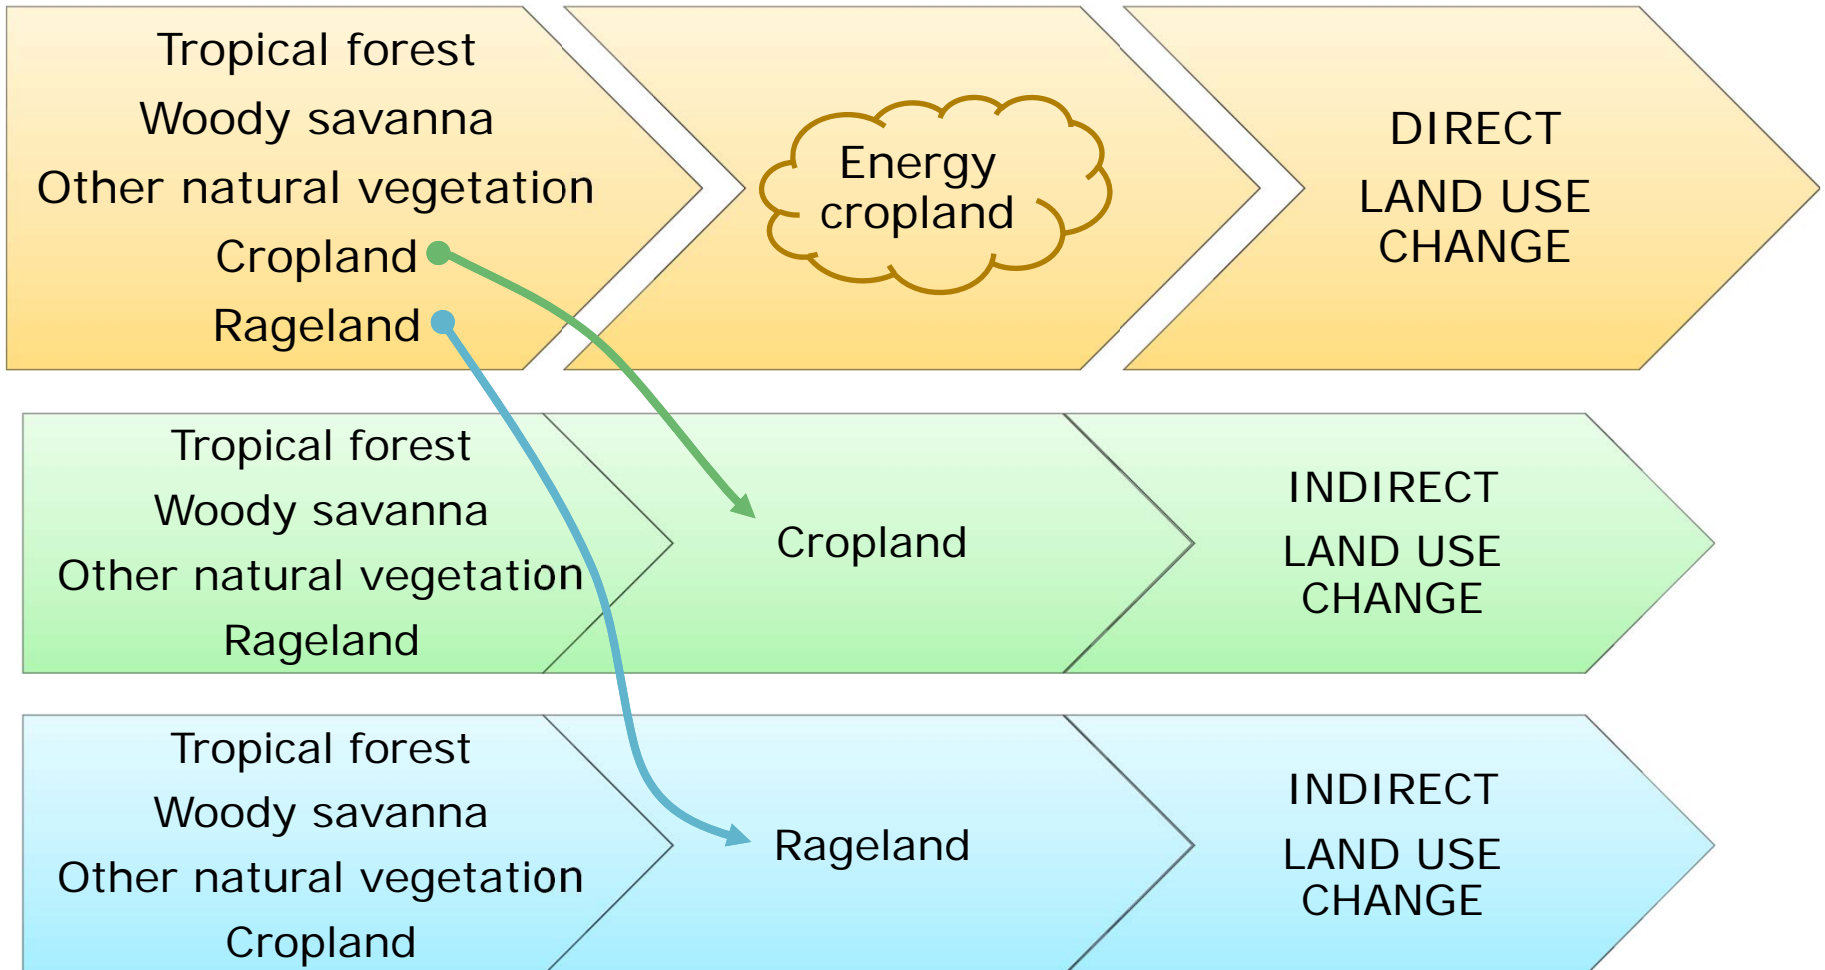 Tropical forest
Woody savanna
Other natural vegetation
Cropland
Rageland
Energy
cropland
DIRECT
LAND USE
CHANGE
Tropical forest
Woody savanna
Other natural vegetation
Rageland
Cropland
INDIRECT
LAND USE
CHANGE
Tropical forest
Woody savanna
Other natural vegetation
Cropland
Rageland
INDIRECT
LAND USE
CHANGE